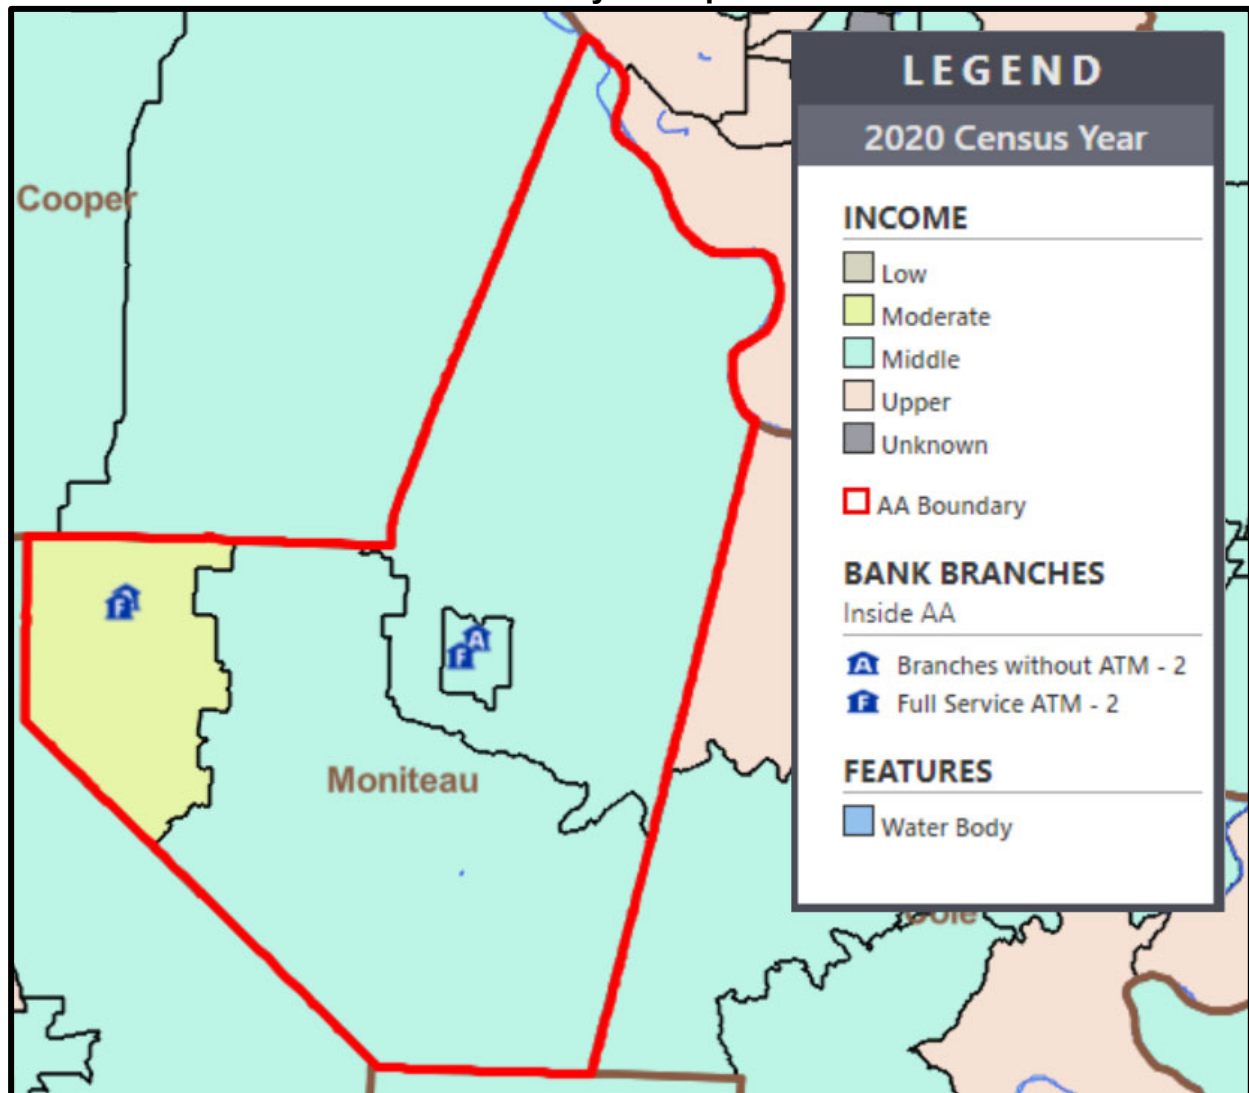 LEGEND
2020 Census Year
Cooper
INCOME
Low
Moderate
Middle
Upper
Unknown
AA Boundary
BANK BRANCHES
Inside AA
A Branches without ATM - 2
F Full Service ATM - 2
FEATURES
Water Body
F
A
F
Moniteau
Cole